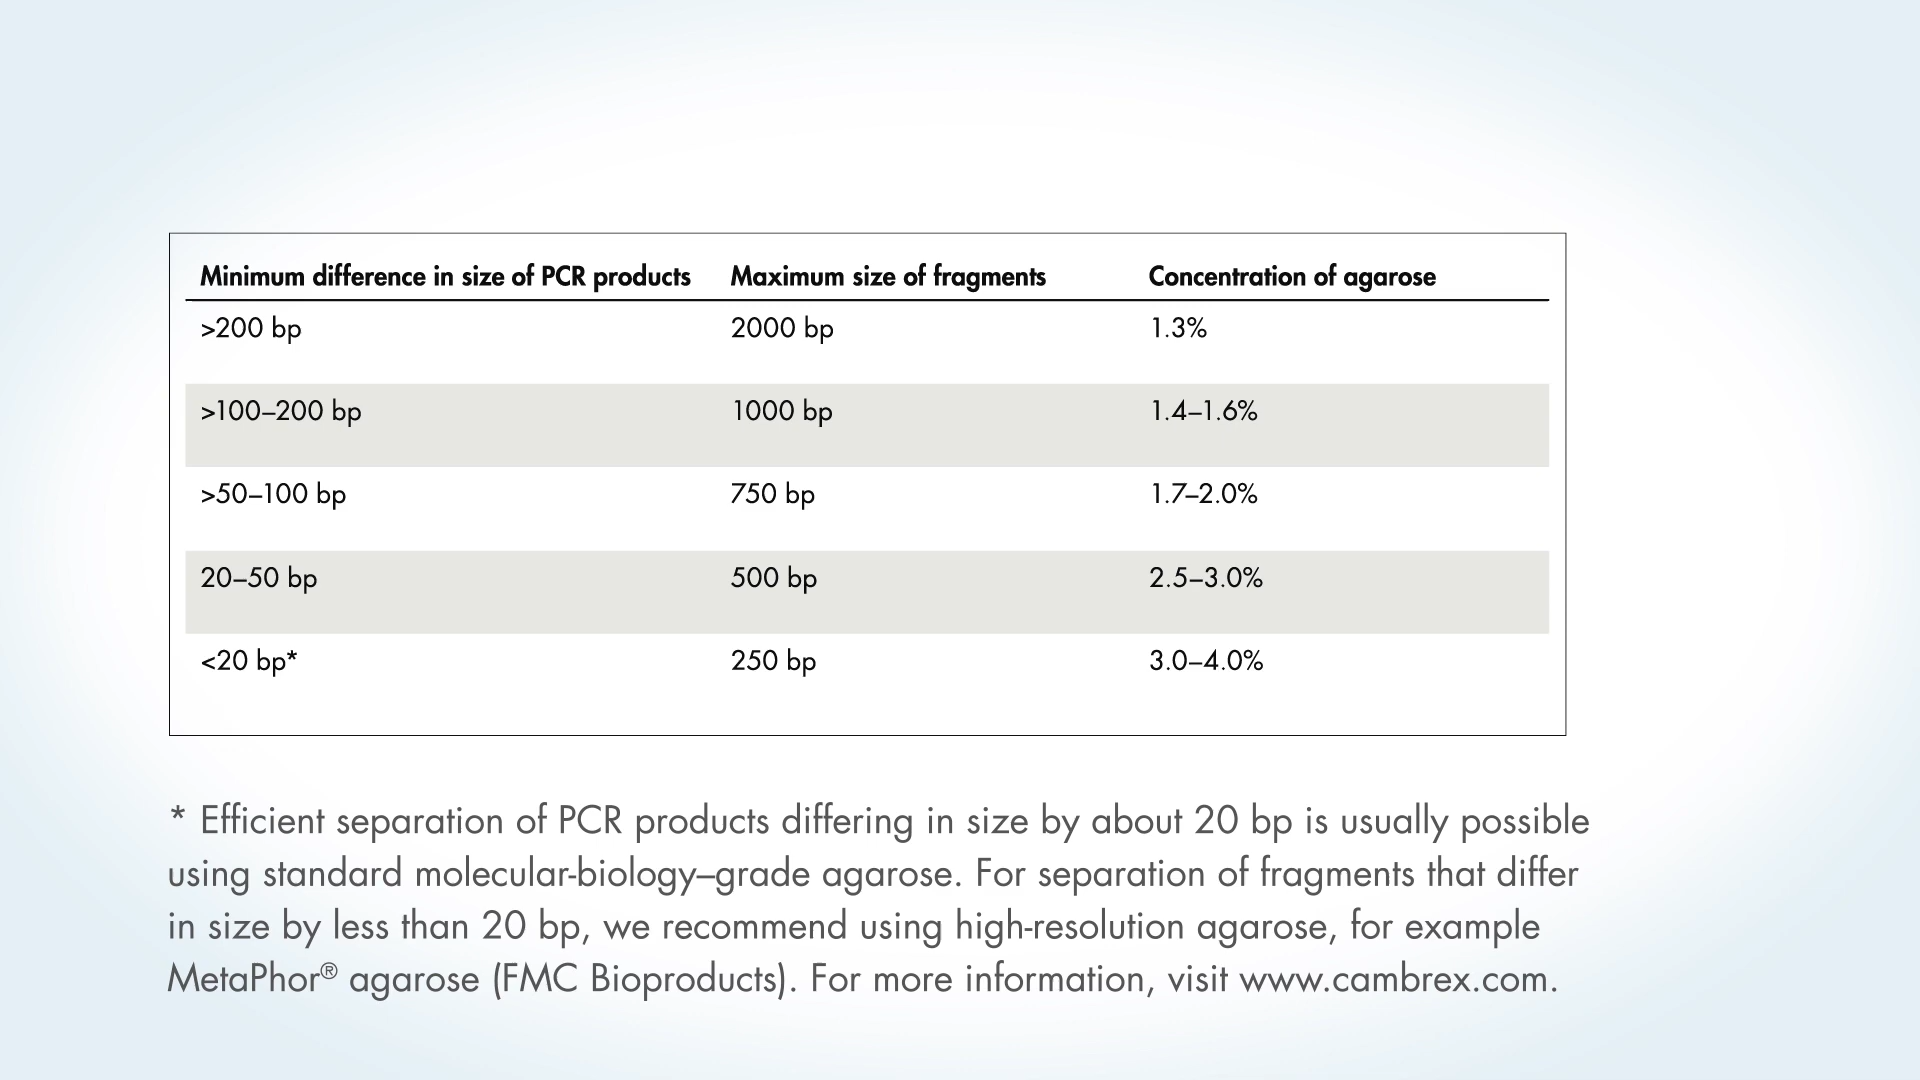 Minimum difference in size of PCR products Maximum size of fragments Concentration of agarose
>200 bp 2000 bp 1.3%
>100–200 bp 1000 bp 1.4–1.6%
>50–100 bp 750 bp 1.7–2.0%
20–50 bp 500 bp 2.5–3.0%
<20 bp* 250 bp 3.0–4.0%
* Efficient separation of PCR products differing in size by about 20 bp is usually possible
using standard molecular-biology–grade agarose. For separation of fragments that differ
in size by less than 20 bp, we recommend using high-resolution agarose, for example
MetaPhor® agarose (FMC Bioproducts). For more information, visit www.cambrex.com.